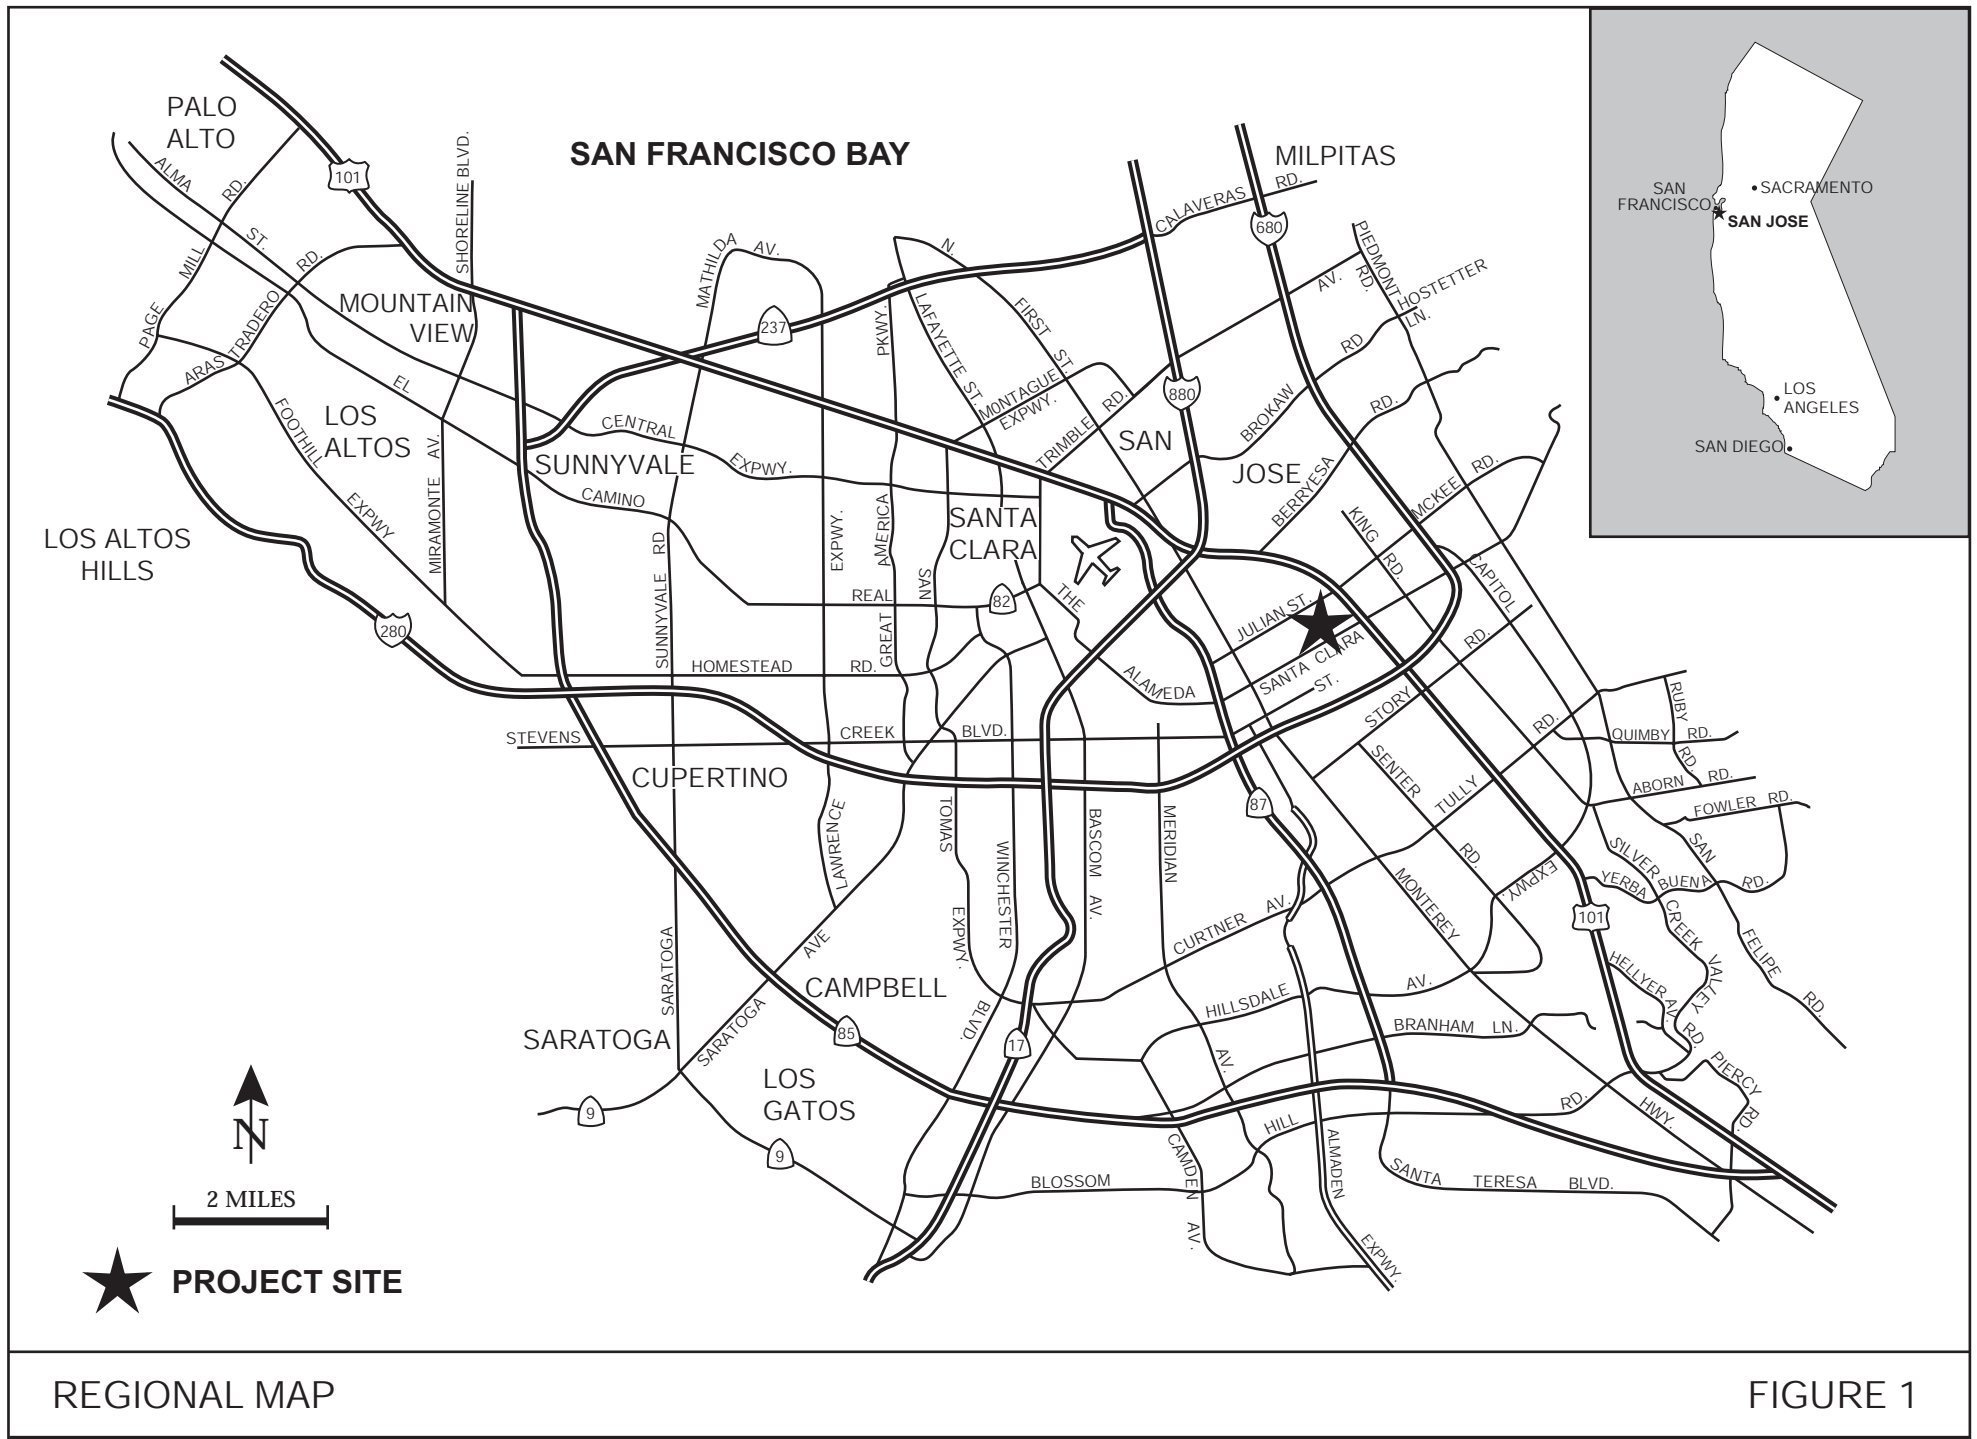 PALO
ALTO
101
SHORELINE BLVD.
SAN FRANCISCO BAY
MILPITAS
CALAVERAS
RD.
680
SAN
FRANCISCO
SACRAMENTO
SAN JOSE
LOS
ANGELES
SAN DIEGO
ALMA
ST.
PAGE
MILL
RD.
ARASTRADERO
RD.
MOUNTAIN
VIEW
MATHILDA
AV.
237
PKWY.
LAFAYETTE ST.
N.
FIRST
ST.
MONTAGUE
EXPWY.
TRIMBLE
RD.
880
PIEDMONT
RD.
AV.
HOSTETTER
LN.
BROKAW
RD
BERRYESA
RD.
SAN
JOSE
FOOTHILL
EXPWY
LOS
ALTOS
MIRAMONTE AV.
EL
CAMINO
REAL
CENTRAL
EXPWY.
SUNNYVALE
SANTA
CLARA
82
LOS ALTOS
HILLS
280
SUNNYVALE RD
EXPWY.
GREAT
AMERICA
SAN
THE
ALAMEDA
KING
RD.
MCKEE
RD.
CAPITOL
JULIAN ST.
SANTA CLARA
ST.
STORY
RD.
HOMESTEAD
RD.
STEVENS
CREEK
BLVD.
CUPERTINO
LAWRENCE
TOMAS
EXPWY.
WINCHESTER
BLVD.
BASCOM AV.
MERIDIAN
AV.
87
SENTER
RD.
TULLY
RD.
MONTEREY
HWY.
EXPWY.
RUBY
RD.
QUIMBY RD.
ABORN RD.
FOWLER RD.
SILVER
CREEK
VALLEY
RD.
YERBA
BUENA
RD.
SAN
FELIPE
RD.
101
HELLYER AV.
PIERCY
RD.
CURTNER AV.
HILLSDALE
AV.
BRANHAM LN.
SARATOGA
SARATOGA
AVE
CAMPBELL
SARATOGA
85
17
LOS
GATOS
9
9
BLOSSOM
HILL
RD.
CAMDEN
AV.
ALMADEN
EXPWY.
SANTA
TERESA
BLVD.
N
2 MILES
PROJECT SITE
REGIONAL MAP
FIGURE 1